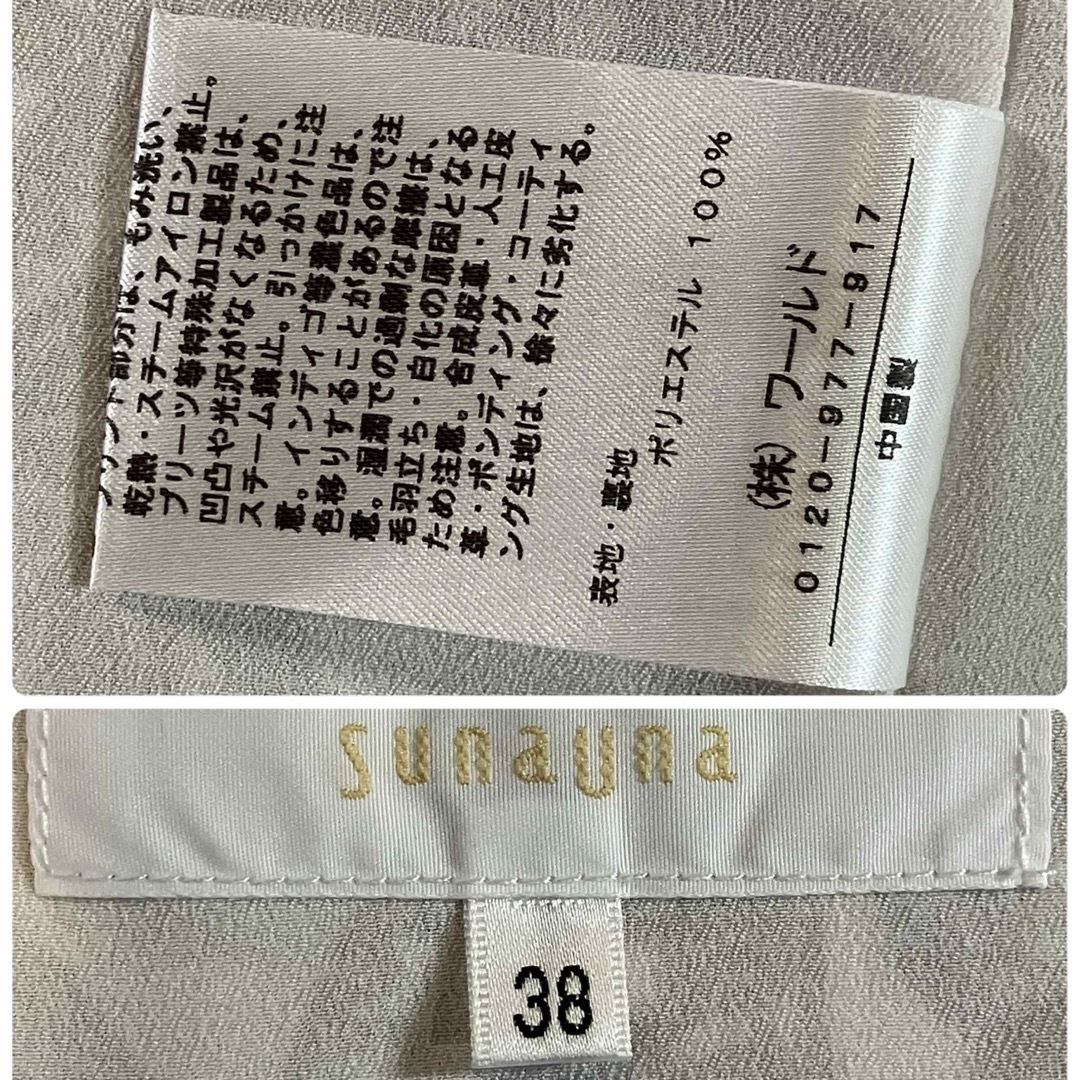 プリント部分は、もみ洗い、
乾熱・スチームアイロン禁止。
プリーツ等特殊加工製品は、
凹凸や光沢がなくなるため、
スチーム禁止。引っかけに注
意。インディゴ等濃色品は、
色移りすることがあるので注
意。湿潤での過剰な摩擦は、
毛羽立ち・白化の原因となる
ため注意。合成皮革・人工皮
革・ボンディング・コーティ
ング生地は、徐々に劣化する。
表地・裏地
ポリエステル 100%
(株) ワールド
0120-977-917
中国製
sunauna
38